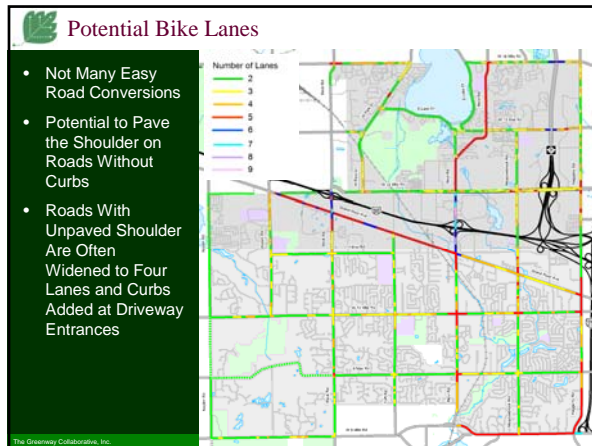 Potential Bike Lanes
• Not Many Easy
Road Conversions
• Potential to Pave
the Shoulder on
Roads Without
Curbs
• Roads With
Unpaved Shoulder
Are Often
Widened to Four
Lanes and Curbs
Added at Driveway
Entrances
Number of Lanes
2
3
4
5
6
7
8
9
The Greenway Collaborative, Inc.